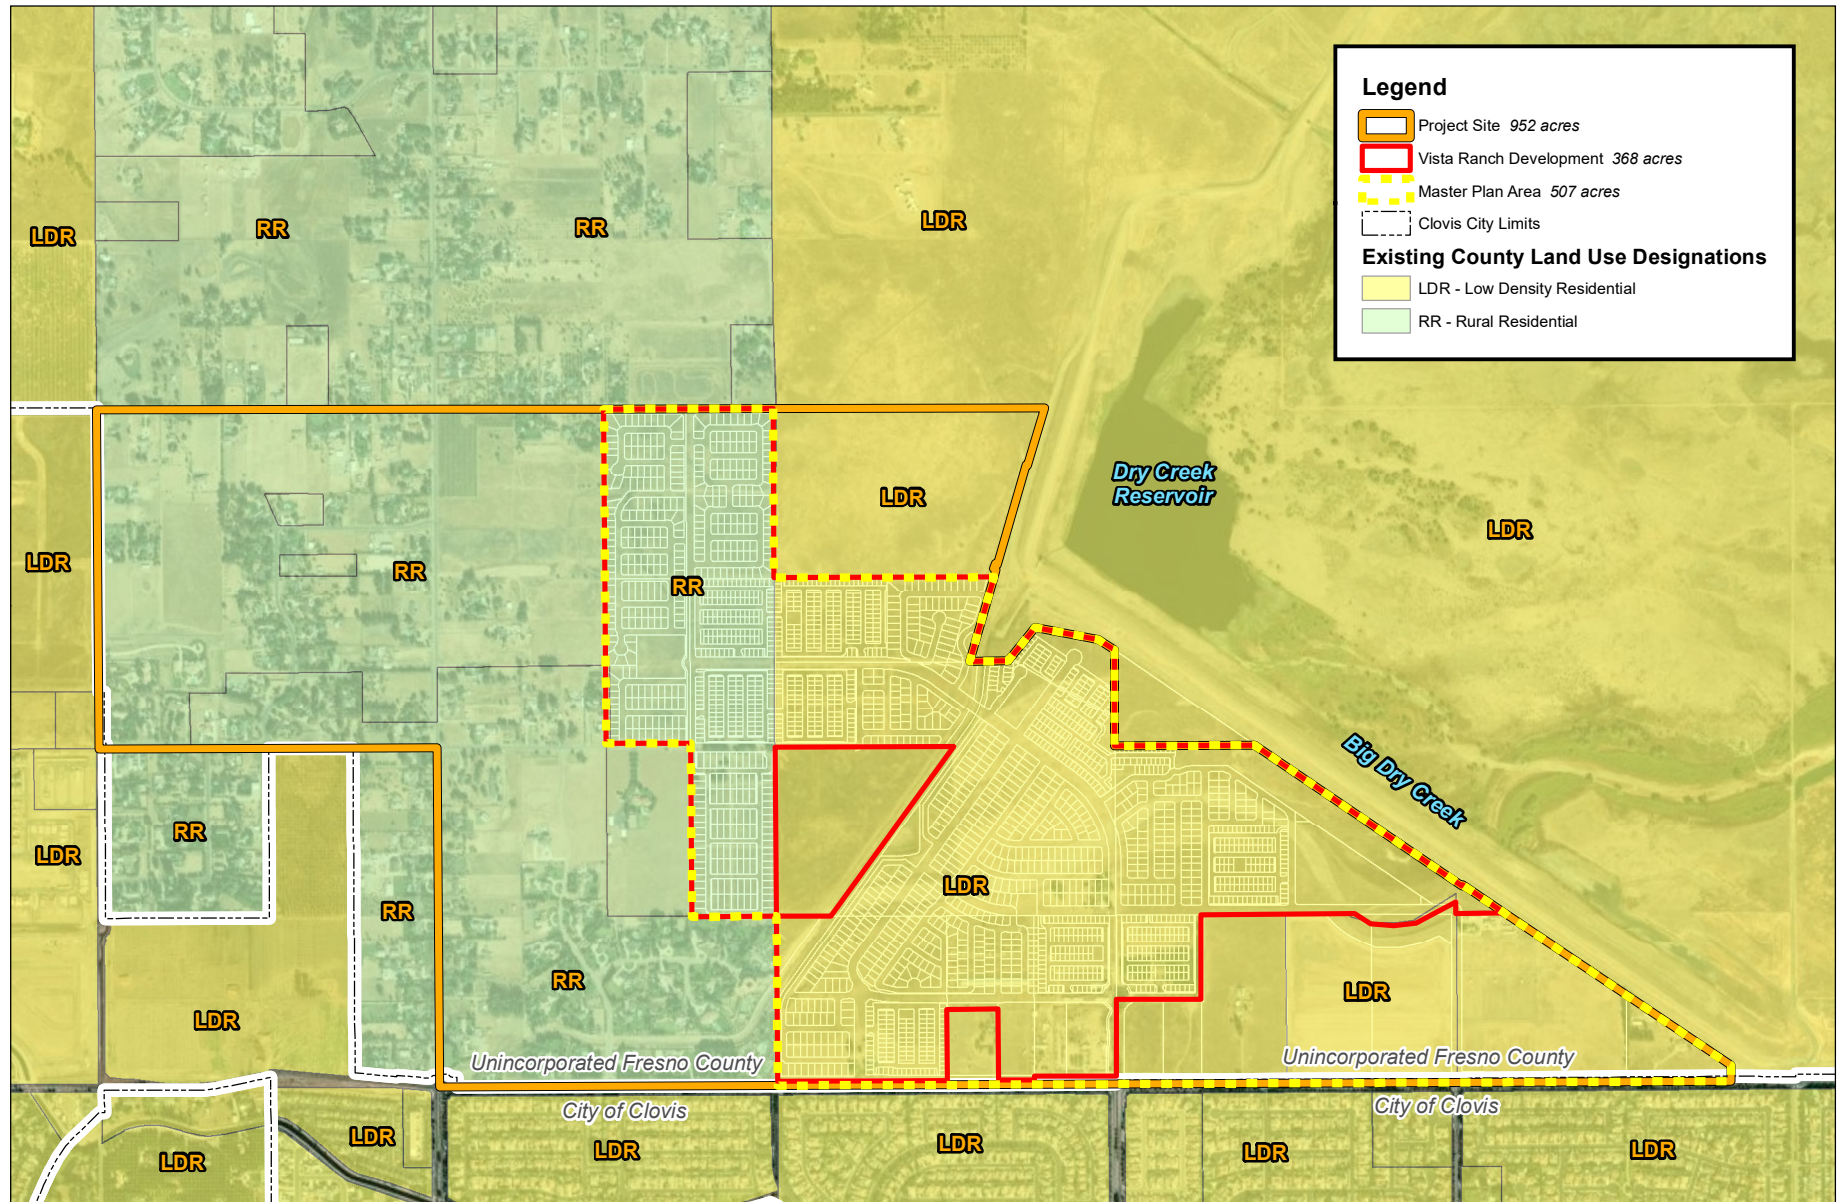 Legend
Project Site 952 acres
Vista Ranch Development 368 acres
Master Plan Area 507 acres
Clovis City Limits
Existing County Land Use Designations
LDR - Low Density Residential
RR - Rural Residential
LDR
RR
RR
LDR
Dry Creek
Reservoir
LDR
LDR
LDR
RR
RR
Big Dry Creek
RR
LDR
LDR
RR
RR
LDR
LDR
Unincorporated Fresno County
Unincorporated Fresno County
City of Clovis
City of Clovis
LDR
LDR
LDR
LDR
LDR
LDR